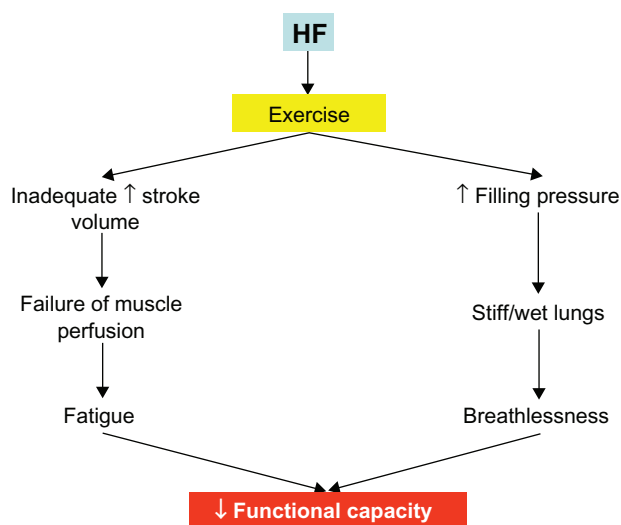 HF
Exercise
Inadequate ↑ stroke
volume
↑ Filling pressure
Failure of muscle
perfusion
Stiff/wet lungs
Fatigue
Breathlessness
↓ Functional capacity